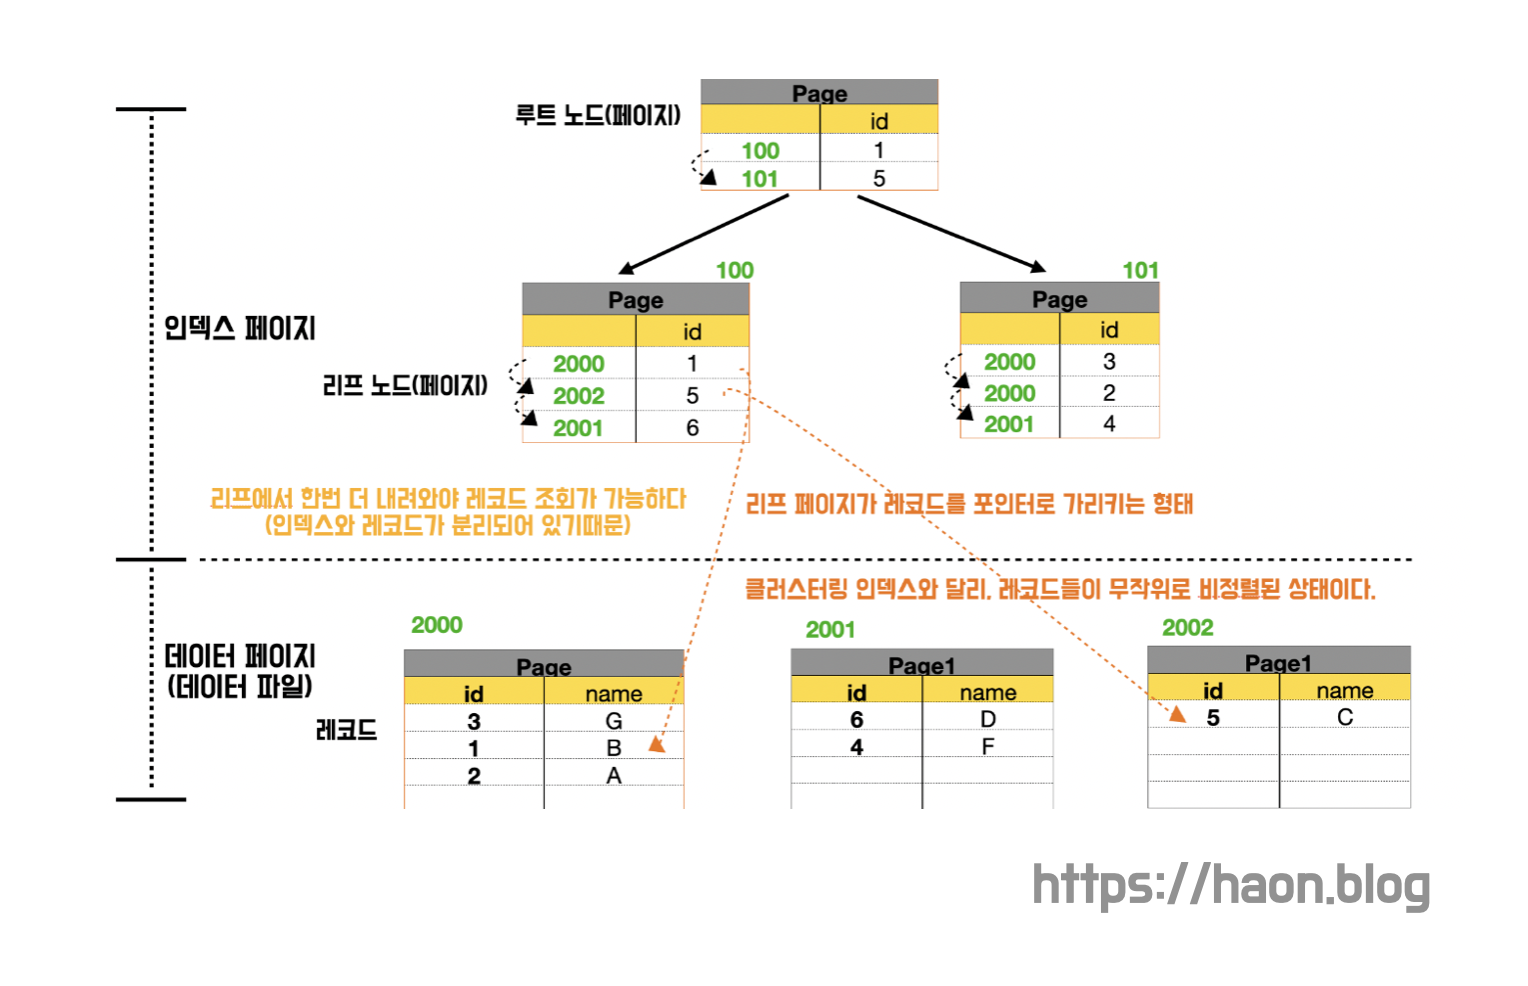 루트 노드(페이지)
Page
id
100 1
101 5
100
Page
id
2000 1
2002 5
2001 6
101
Page
id
2000 3
2000 2
2001 4
인덱스 페이지
리프 노드(페이지)
리프에서 한번 더 내려와야 레코드 조회가 가능하다
(인덱스와 레코드가 분리되어 있기때문)
리프 페이지가 레코드를 포인터로 가리키는 형태
클러스터링 인덱스와 달리, 레코드들이 무작위로 비정렬된 상태이다.
데이터 페이지
(데이터 파일)
레코드
2000
Page
id name
3 G
1 B
2 A
2001
Page1
id name
6 D
4 F
2002
Page1
id name
5 C
https://haon.blog